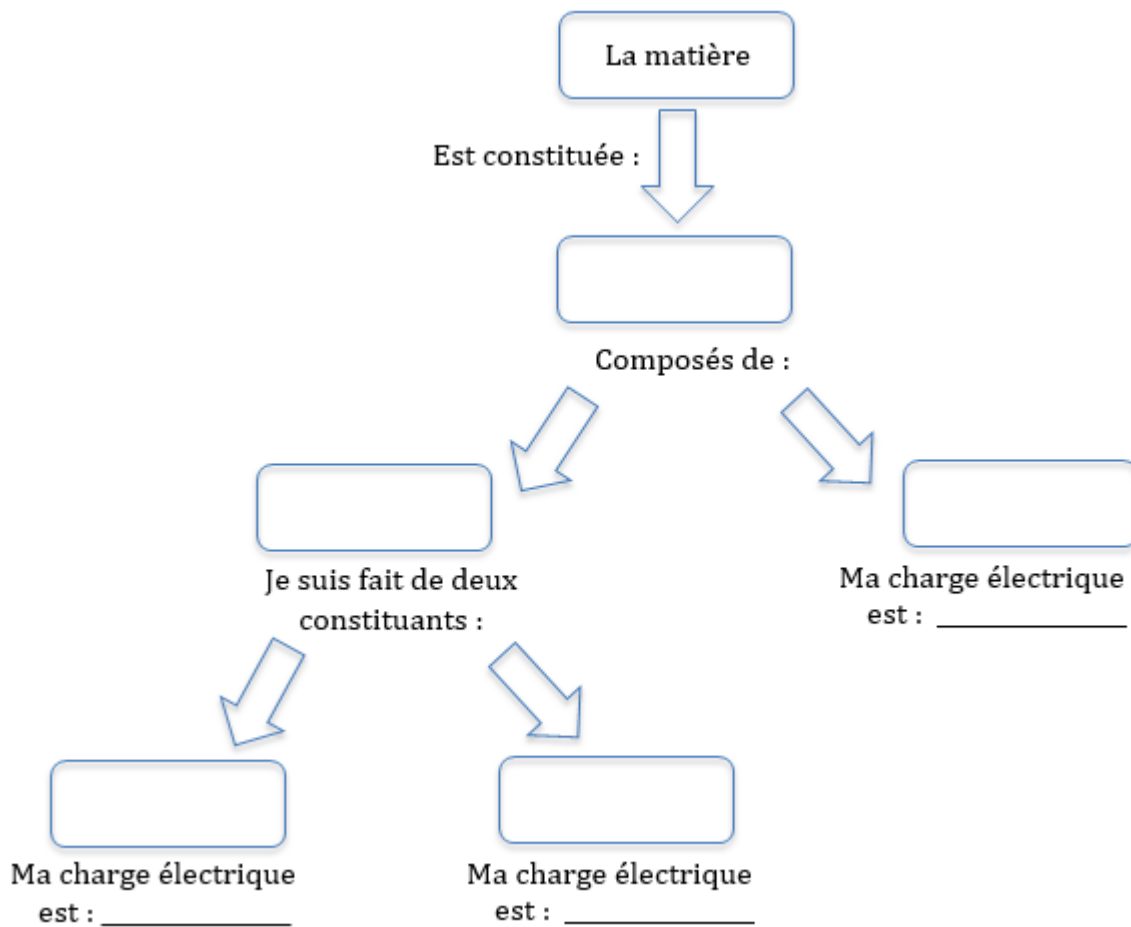 La matière
Est constituée :
Composés de :
Je suis fait de deux
constituants :
Ma charge électrique
est : ______________
Ma charge électrique
est : ______________
Ma charge électrique
est : ______________